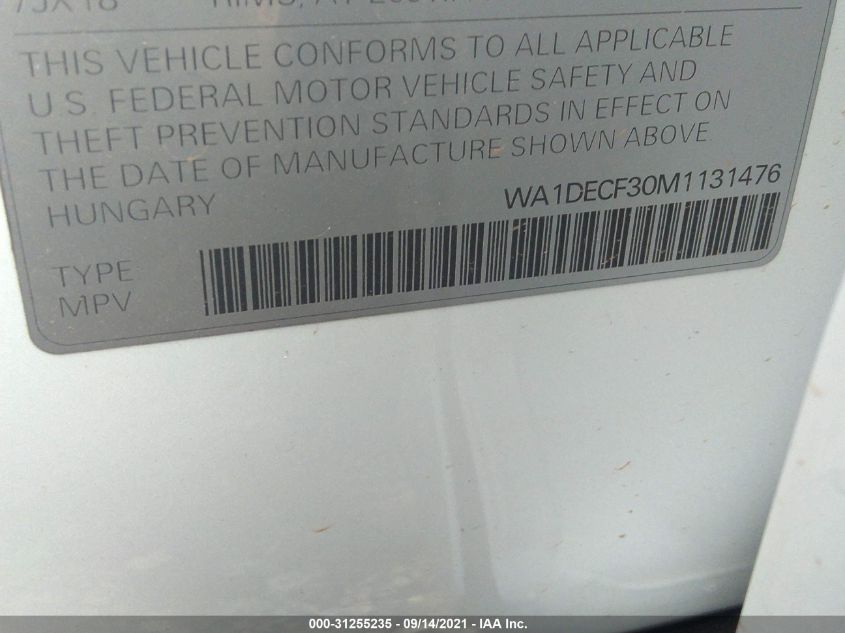 THIS VEHICLE CONFORMS TO ALL APPLICABLE
U.S. FEDERAL MOTOR VEHICLE SAFETY AND
THEFT PREVENTION STANDARDS IN EFFECT ON
THE DATE OF MANUFACTURE SHOWN ABOVE
HUNGARY WA1DECF30M1131476
TYPE
MPV
000-31255235 - 09/14/2021 - IAA Inc.